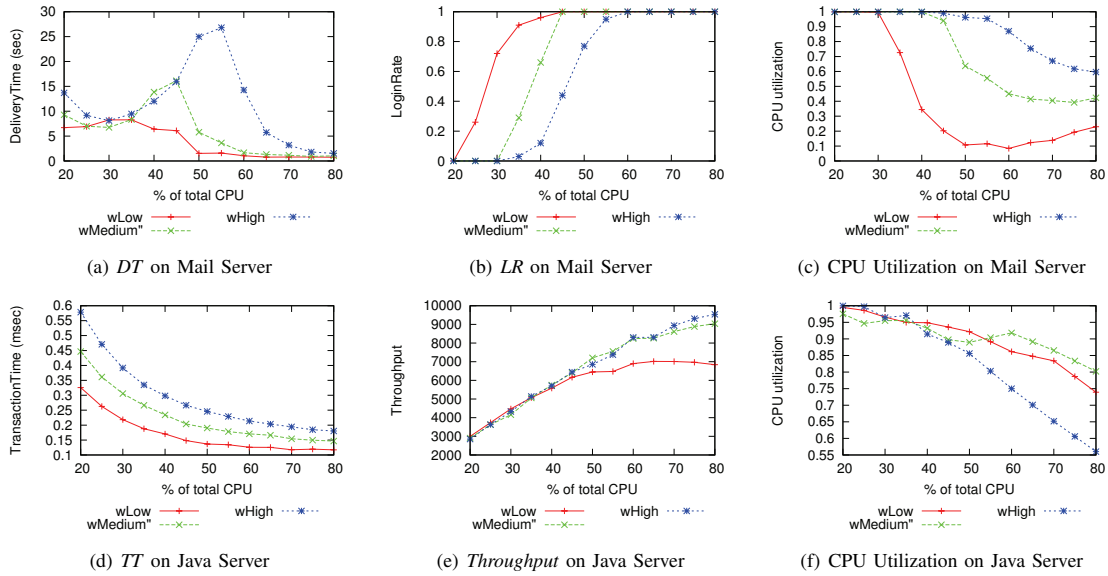 30
25
20
15
10
5
0
DeliveryTime (sec)
20 30 40 50 60 70 80
% of total CPU
wLow
wMedium"
wHigh
(a) DT on Mail Server
1
0.8
0.6
0.4
0.2
0
LoginRate
20 30 40 50 60 70 80
% of total CPU
wLow
wMedium"
wHigh
(b) LR on Mail Server
1
0.9
0.8
0.7
0.6
0.5
0.4
0.3
0.2
0.1
0
CPU utilization
20 30 40 50 60 70 80
% of total CPU
wLow
wMedium"
wHigh
(c) CPU Utilization on Mail Server
0.6
0.55
0.5
0.45
0.4
0.35
0.3
0.25
0.2
0.15
0.1
TransactionTime (msec)
20 30 40 50 60 70 80
% of total CPU
wLow
wMedium"
wHigh
(d) TT on Java Server
10000
9000
8000
7000
6000
5000
4000
3000
2000
Throughput
20 30 40 50 60 70 80
% of total CPU
wLow
wMedium"
wHigh
(e) Throughput on Java Server
1
0.95
0.9
0.85
0.8
0.75
0.7
0.65
0.6
0.55
CPU utilization
20 30 40 50 60 70 80
% of total CPU
wLow
wMedium"
wHigh
(f) CPU Utilization on Java Server